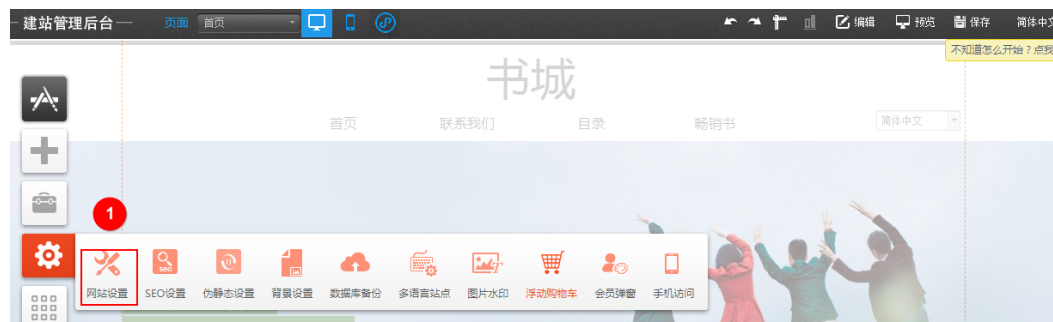 建站管理后台
页面 首页
编辑 预览 保存 简体中文
不知道怎么开始？点我
书城
首页 联系我们 目录 畅销书 简体中文
1
网站设置 SEO设置 伪静态设置 背景设置 数据库备份 多语言站点 图片水印 浮动购物车 会员弹窗 手机访问